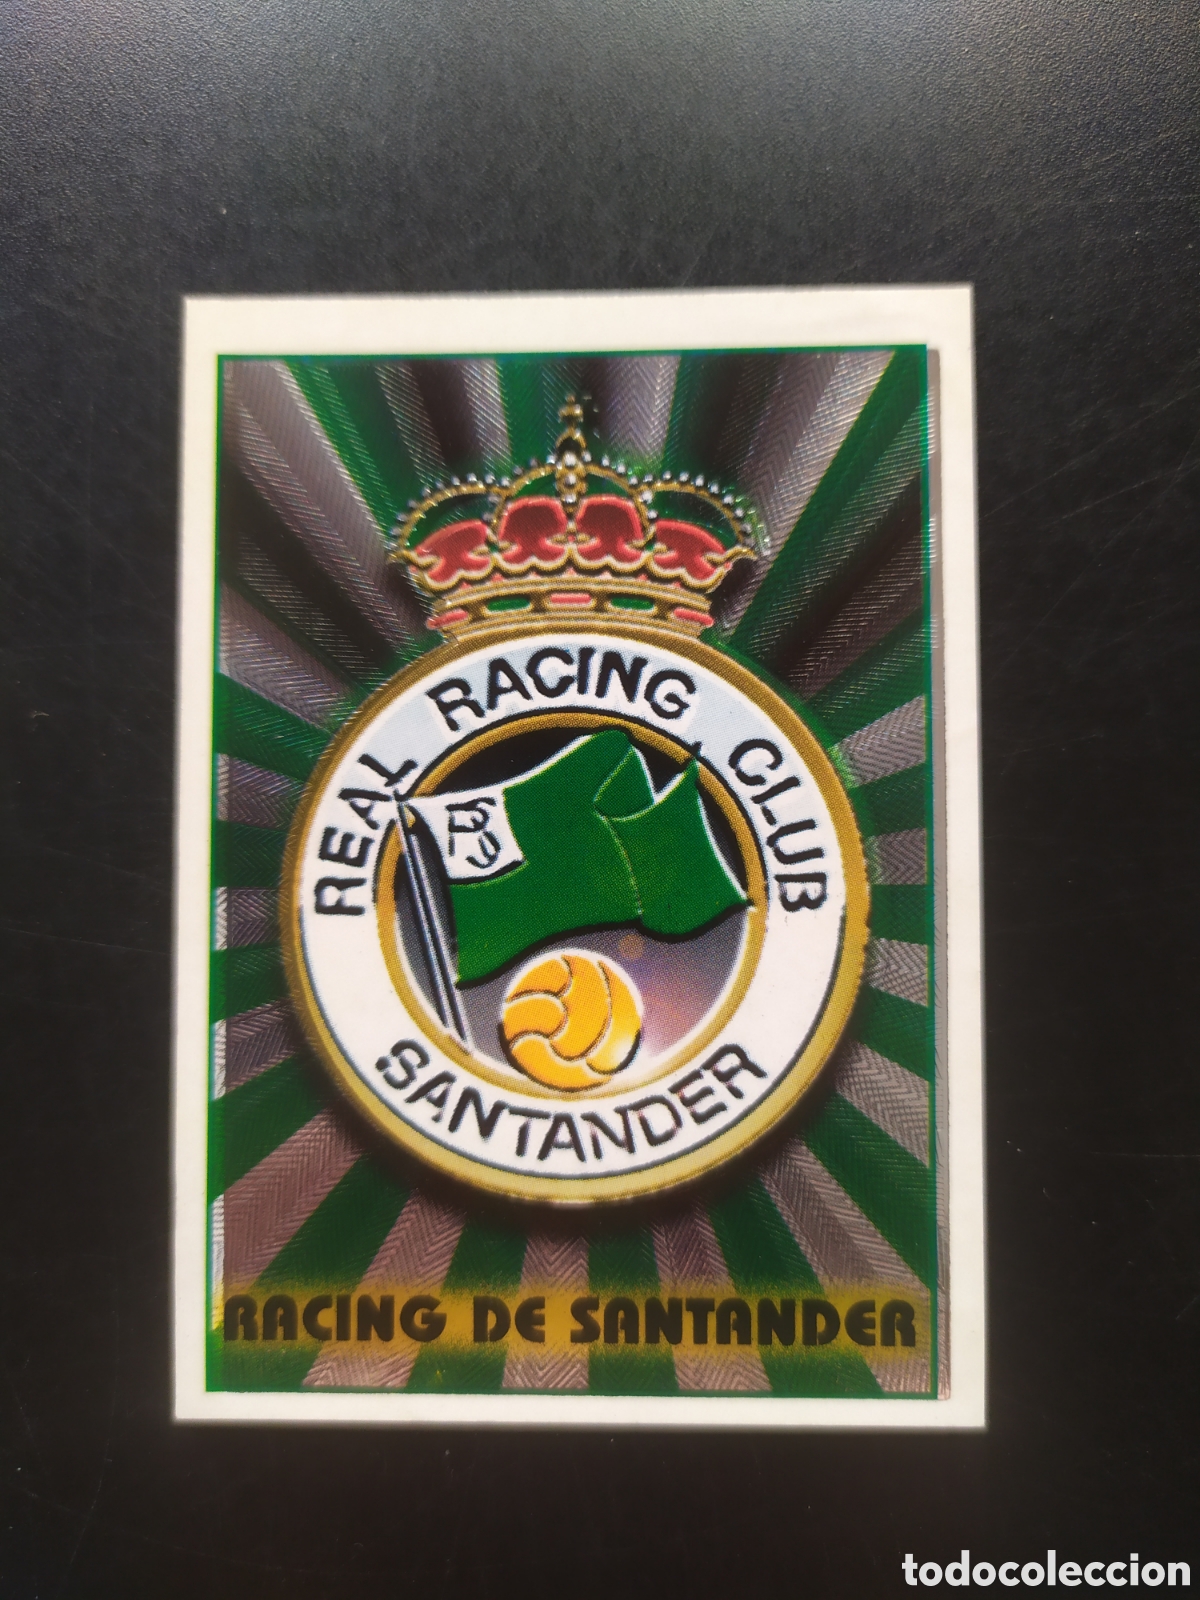 REAL RACING CLUB
SANTANDER
RACING DE SANTANDER
todocoleccion